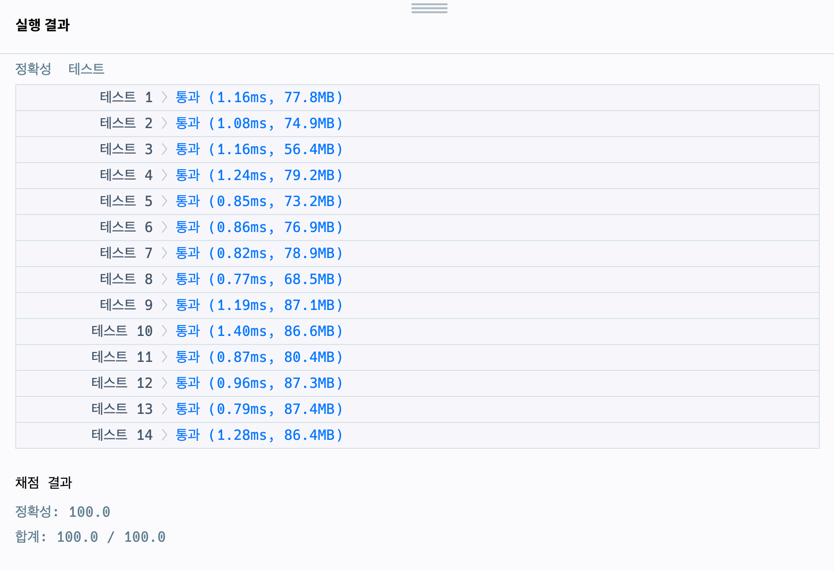 실행 결과
정확성 테스트
테스트 1 〉 통과 (1.16ms, 77.8MB)
테스트 2 〉 통과 (1.08ms, 74.9MB)
테스트 3 〉 통과 (1.16ms, 56.4MB)
테스트 4 〉 통과 (1.24ms, 79.2MB)
테스트 5 〉 통과 (0.85ms, 73.2MB)
테스트 6 〉 통과 (0.86ms, 76.9MB)
테스트 7 〉 통과 (0.82ms, 78.9MB)
테스트 8 〉 통과 (0.77ms, 68.5MB)
테스트 9 〉 통과 (1.19ms, 87.1MB)
테스트 10 〉 통과 (1.40ms, 86.6MB)
테스트 11 〉 통과 (0.87ms, 80.4MB)
테스트 12 〉 통과 (0.96ms, 87.3MB)
테스트 13 〉 통과 (0.79ms, 87.4MB)
테스트 14 〉 통과 (1.28ms, 86.4MB)
채점 결과
정확성: 100.0
합계: 100.0 / 100.0